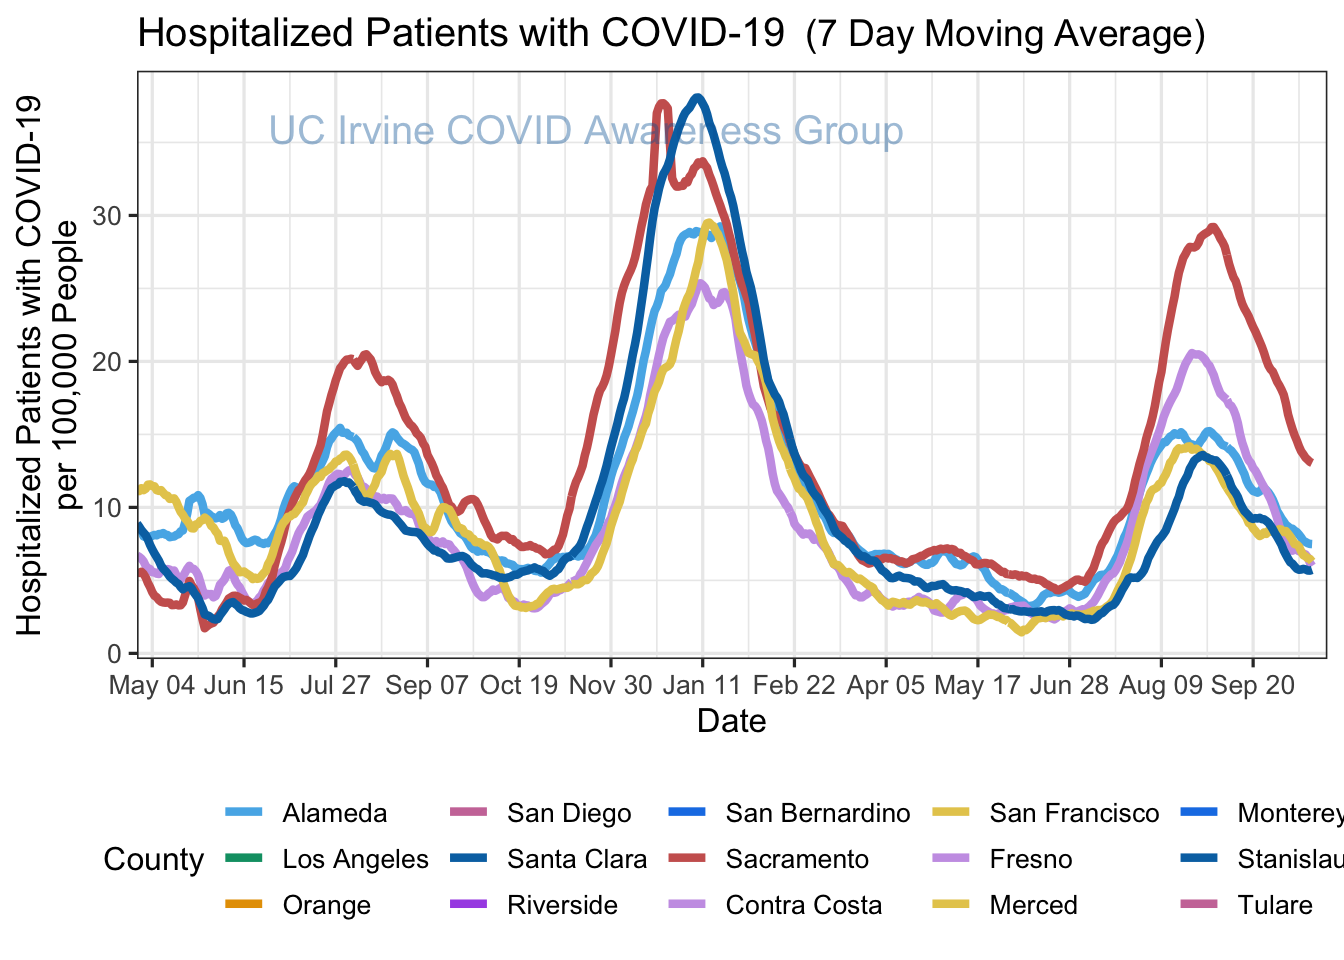 Hospitalized Patients with COVID-19 (7 Day Moving Average)
UC Irvine COVID Awareness Group
Hospitalized Patients with COVID-19
per 100,000 People
30
20
10
0
May 04 Jun 15 Jul 27 Sep 07 Oct 19 Nov 30 Jan 11 Feb 22 Apr 05 May 17 Jun 28 Aug 09 Sep 20
Date
County
Alameda San Diego San Bernardino San Francisco Monterey
Los Angeles Santa Clara Sacramento Fresno Stanislau
Orange Riverside Contra Costa Merced Tulare